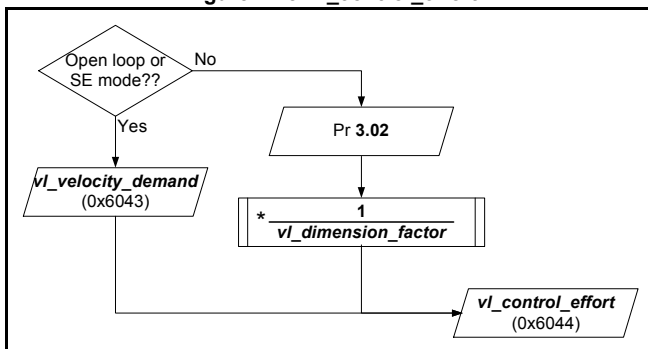 Open loop or
SE mode??
No
Yes
Pr 3.02
vl_velocity_demand
(0x6043)
* 1
vl_dimension_factor
vl_control_effort
(0x6044)